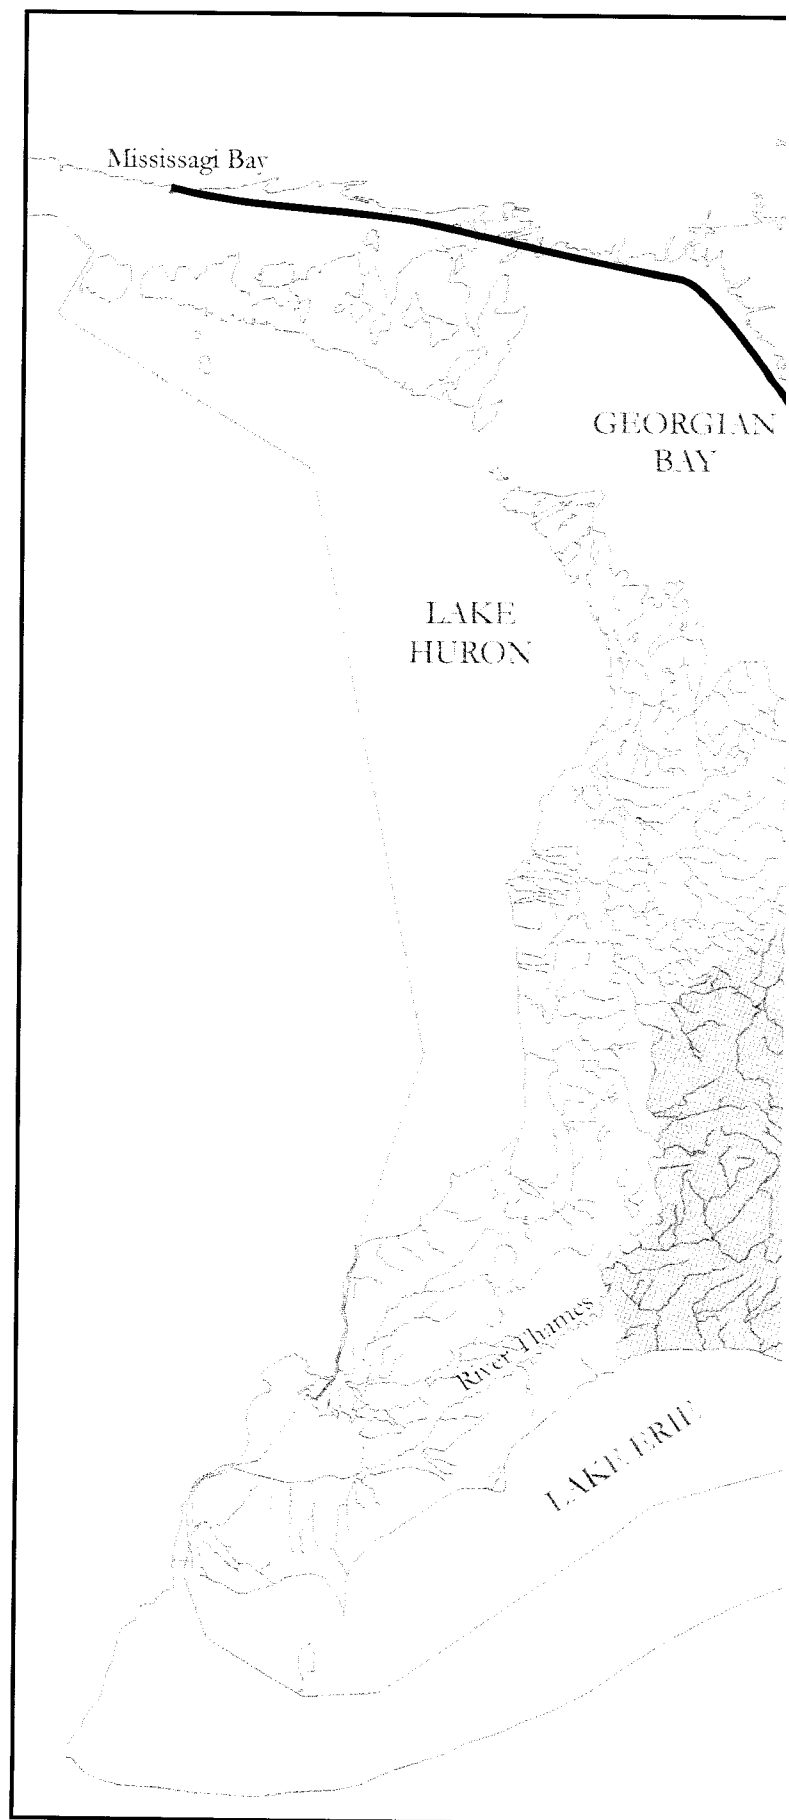 Mississagi Bay
GEORGIAN
BAY
LAKE
HURON
River Thames
LAKE ERIE